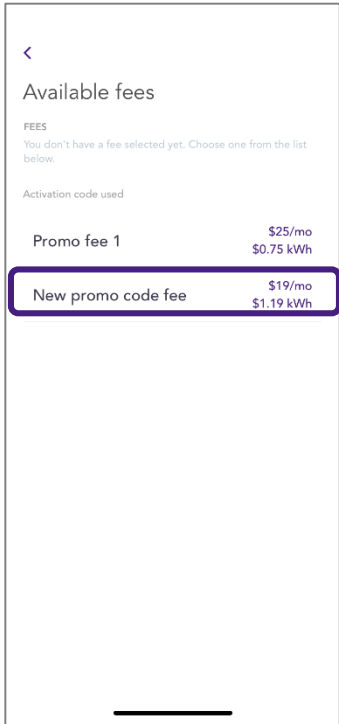 Available fees
FEES
You don't have a fee selected yet. Choose one from the list
below.
Activation code used
Promo fee 1
$25/mo
$0.75 kWh
New promo code fee
$19/mo
$1.19 kWh